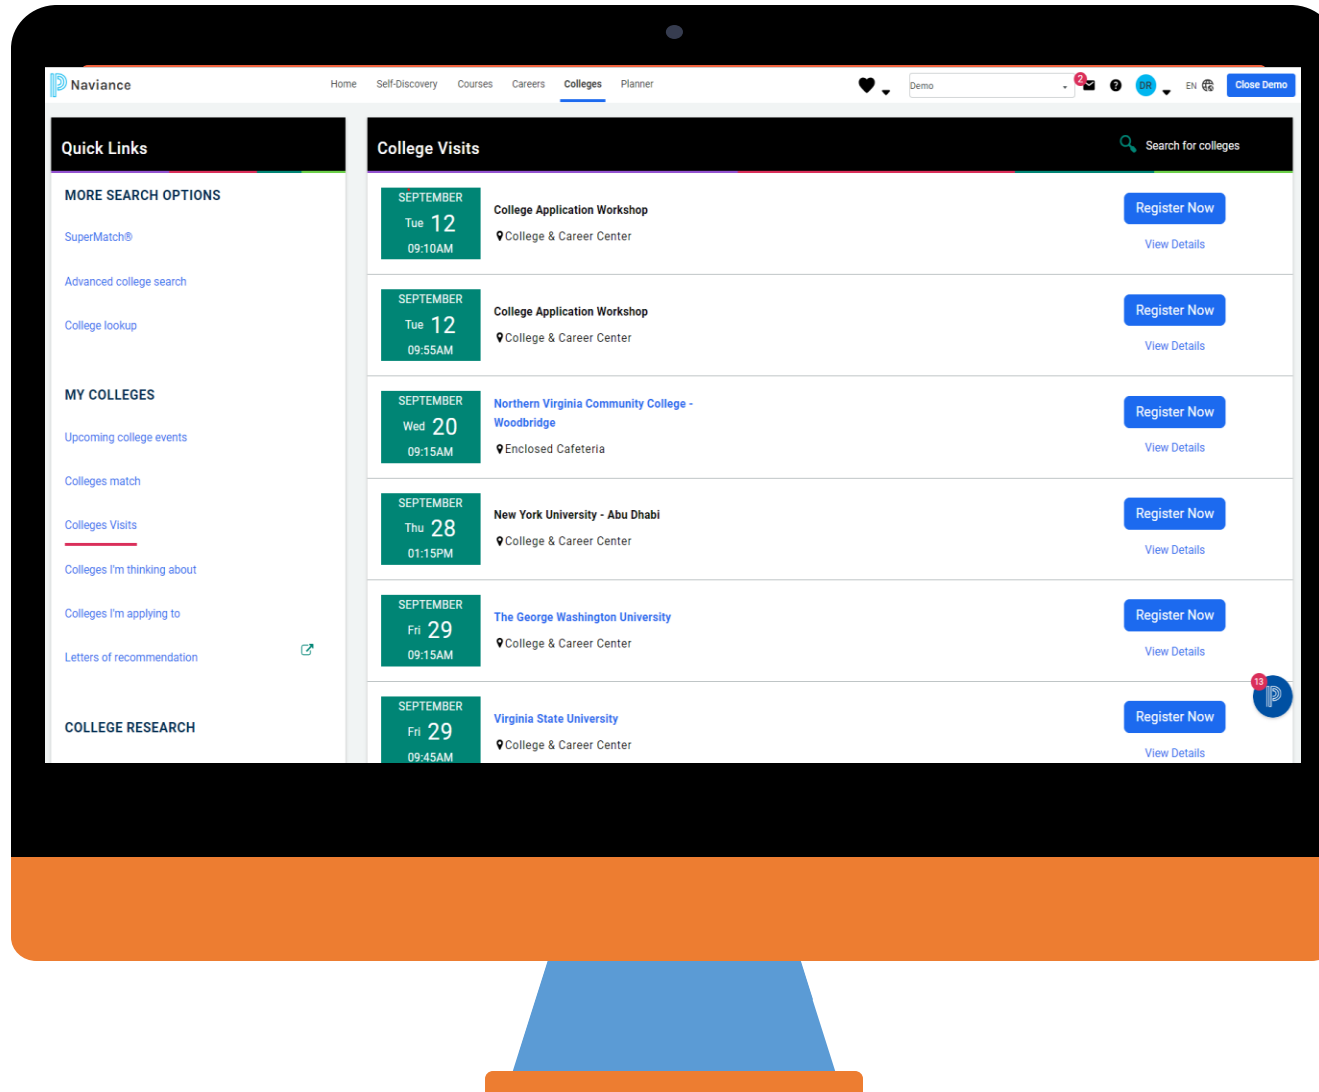 Naviance
Home Self-Discovery Courses Careers Colleges Planner
Demo
2
?
DR
EN
Close Demo
Quick Links
MORE SEARCH OPTIONS
SuperMatch®
Advanced college search
College lookup
MY COLLEGES
Upcoming college events
Colleges match
Colleges Visits
Colleges I'm thinking about
Colleges I'm applying to
Letters of recommendation
COLLEGE RESEARCH
College Visits
Search for colleges
SEPTEMBER
Tue 12
09:10AM
College Application Workshop
College & Career Center
Register Now
View Details
SEPTEMBER
Tue 12
09:55AM
College Application Workshop
College & Career Center
Register Now
View Details
SEPTEMBER
Wed 20
09:15AM
Northern Virginia Community College -
Woodbridge
Enclosed Cafeteria
Register Now
View Details
SEPTEMBER
Thu 28
01:15PM
New York University - Abu Dhabi
College & Career Center
Register Now
View Details
SEPTEMBER
Fri 29
09:15AM
The George Washington University
College & Career Center
Register Now
View Details
13
SEPTEMBER
Fri 29
09:45AM
Virginia State University
College & Career Center
Register Now
View Details